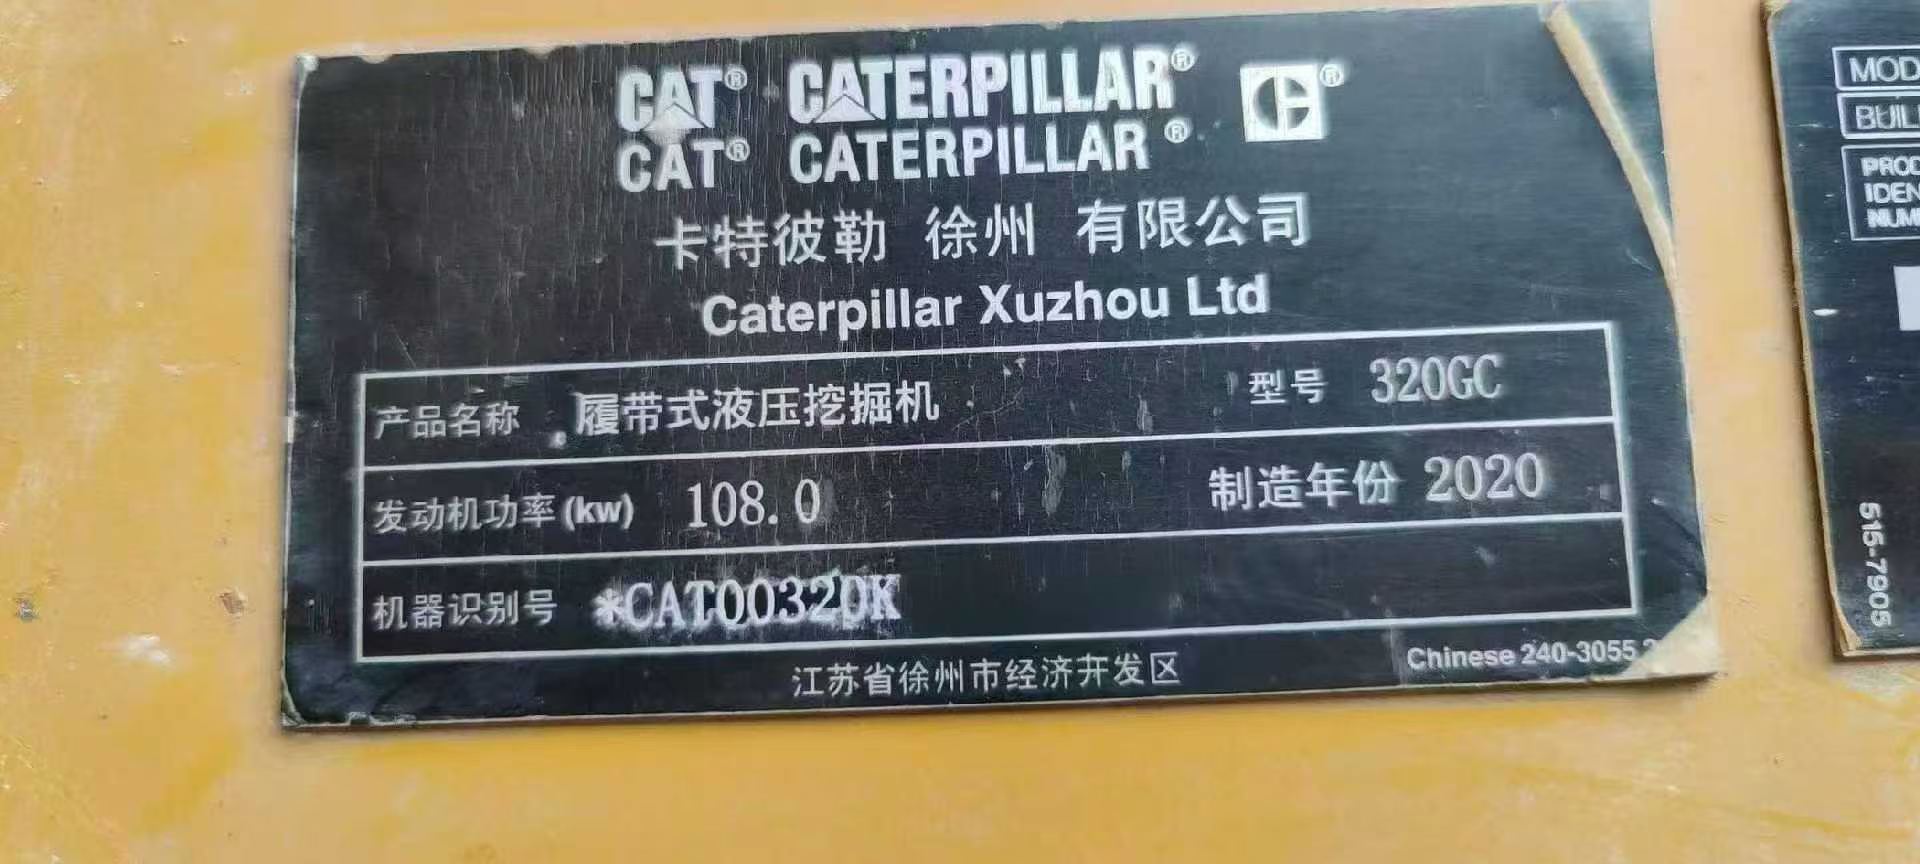 CAT® CATERPILLAR® ®
CAT® CATERPILLAR®
卡特彼勒 徐州 有限公司
Caterpillar Xuzhou Ltd
产品名称 履带式液压挖掘机 型号 320GC
发动机功率(kw) 108.0 制造年份 2020
机器识别号 *CAT00320K
江苏省徐州市经济开发区
Chinese 240-3055
MOD
BUIL
PROD
IDEN
NUM
515-7905